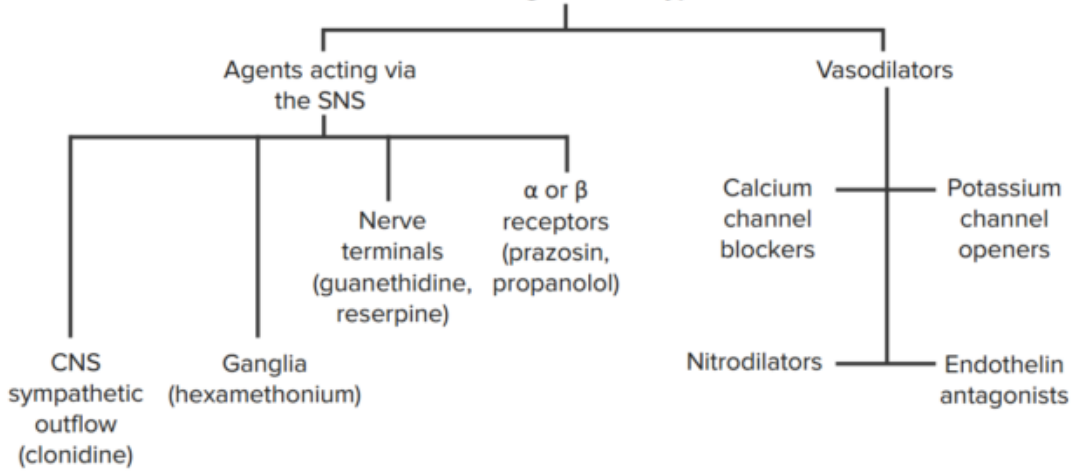 Agents acting via
the SNS
Vasodilators
α or β
receptors
(prazosin,
propanolol)
Nerve
terminals
(guanethidine,
reserpine)
Calcium
channel
blockers
Potassium
channel
openers
CNS
sympathetic
outflow
(clonidine)
Ganglia
(hexamethonium)
Nitrodilators
Endothelin
antagonists